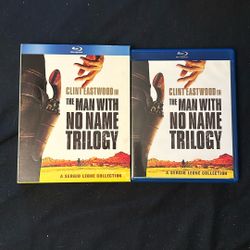 CLINT EASTWOOD IN
THE MAN WITH
NO NAME
TRILOGY
A SERGIO LEONE COLLECTION
CLINT EASTWOOD IN
THE MAN WITH
NO NAME
TRILOGY
A SERGIO LEONE COLLECTION